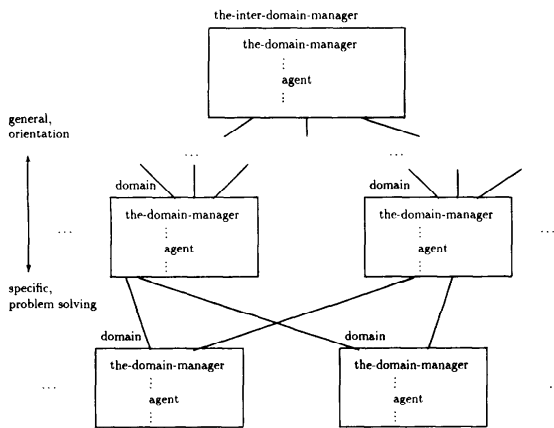 the-inter-domain-manager
the-domain-manager
⋮
agent
⋮
general,
orientation
... ...
domain domain
the-domain-manager the-domain-manager
⋮ ⋮
... agent agent ...
⋮ ⋮
specific,
problem solving
domain domain
the-domain-manager the-domain-manager
⋮ ⋮
... agent agent .
⋮ ⋮